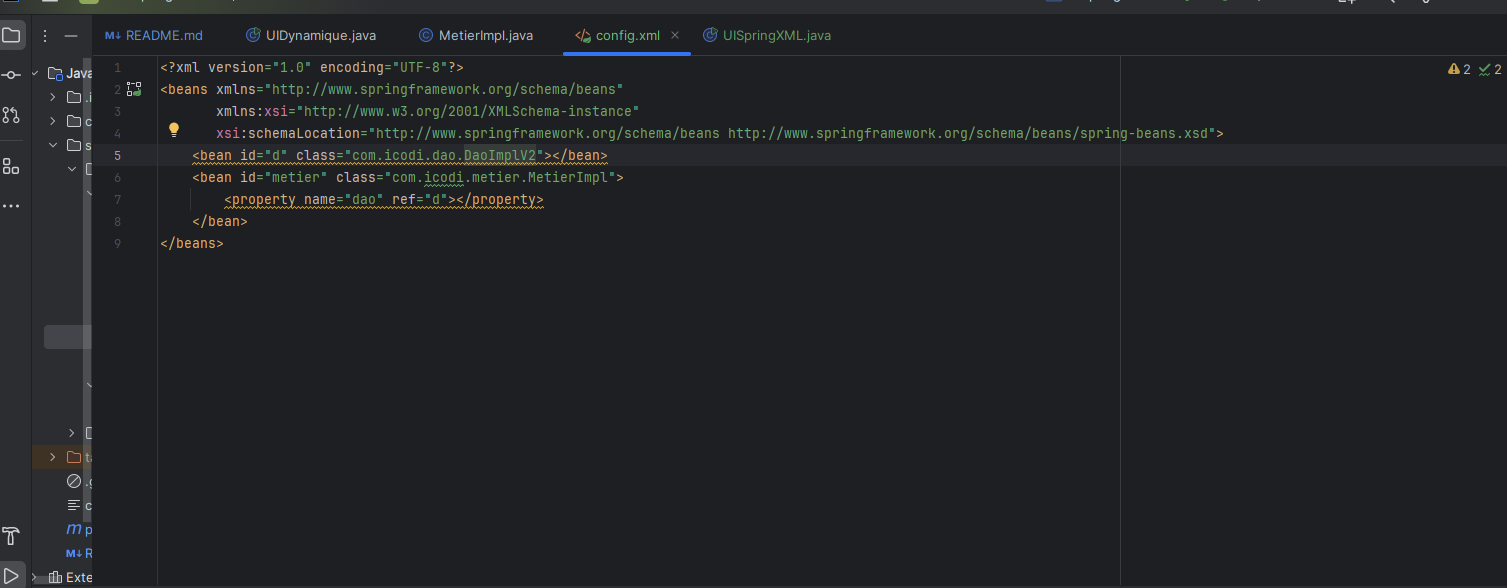 README.md
UIDynamique.java
MetierImpl.java
config.xml
UISpringXML.java
2 2
1 <?xml version="1.0" encoding="UTF-8"?>
2 <beans xmlns="http://www.springframework.org/schema/beans"
3 xmlns:xsi="http://www.w3.org/2001/XMLSchema-instance"
4 xsi:schemaLocation="http://www.springframework.org/schema/beans http://www.springframework.org/schema/beans/spring-beans.xsd">
5 <bean id="d" class="com.icodi.dao.DaoImplV2"></bean>
6 <bean id="metier" class="com.icodi.metier.MetierImpl">
7 <property name="dao" ref="d"></property>
8 </bean>
9 </beans>
Java
.i
c
s
.g
c
m p
M↓ R
Exte